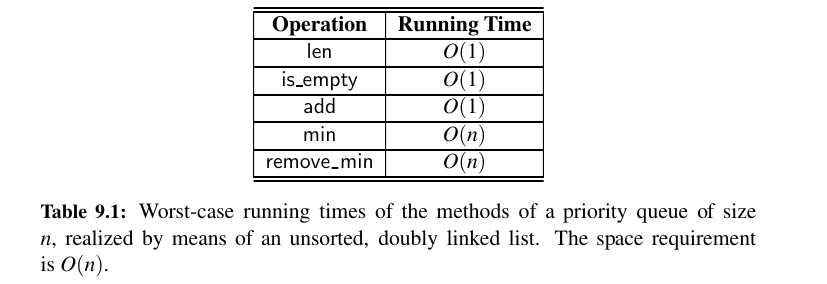 Operation Running Time
len O(1)
is_empty O(1)
add O(1)
min O(n)
remove_min O(n)
Table 9.1: Worst-case running times of the methods of a priority queue of size
n, realized by means of an unsorted, doubly linked list. The space requirement
is O(n).